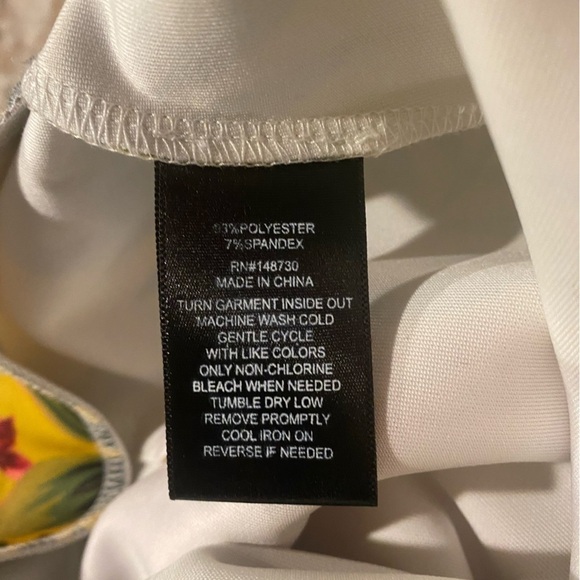 93%POLYESTER
7%SPANDEX
RN#148730
MADE IN CHINA
TURN GARMENT INSIDE OUT
MACHINE WASH COLD
GENTLE CYCLE
WITH LIKE COLORS
ONLY NON-CHLORINE
BLEACH WHEN NEEDED
TUMBLE DRY LOW
REMOVE PROMPTLY
COOL IRON ON
REVERSE IF NEEDED